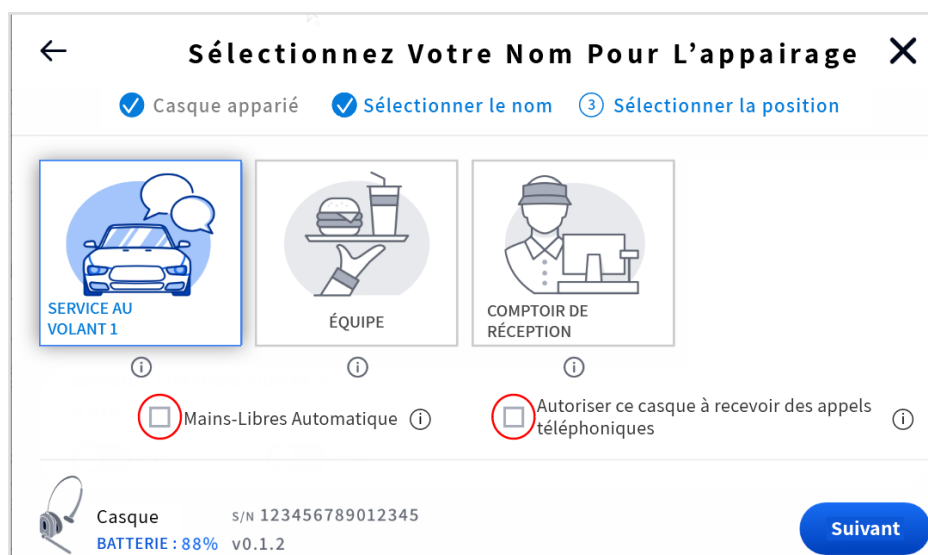 Sélectionnez Votre Nom Pour L'appairage
Casque apparié Sélectionner le nom 3 Sélectionner la position
SERVICE AU
VOLANT 1
ÉQUIPE
COMPTOIR DE
RÉCEPTION
Mains-Libres Automatique
Autoriser ce casque à recevoir des appels
téléphoniques
Casque S/N 123456789012345
BATTERIE : 88% v0.1.2
Suivant